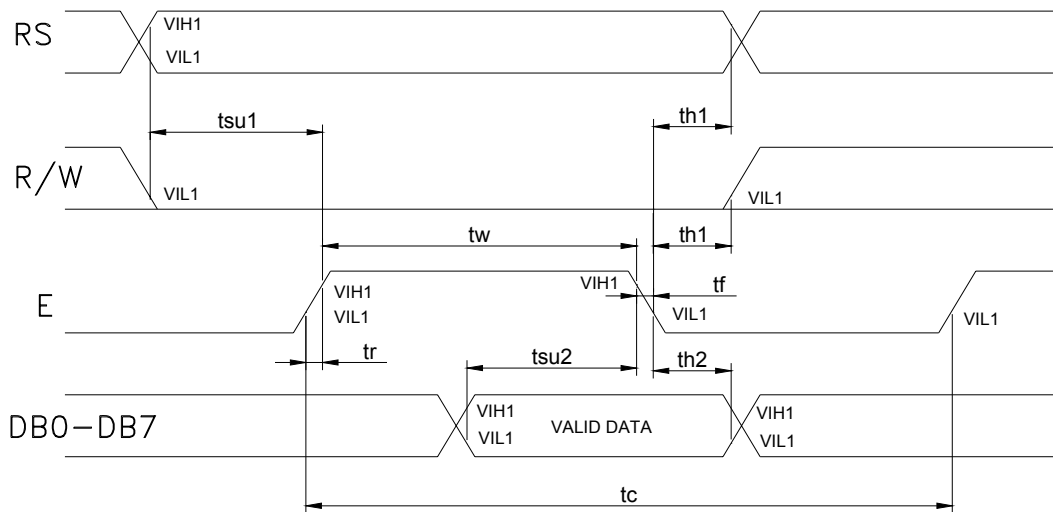 RS
VIH1
VIL1
tsu1
th1
R/W
VIL1
VIL1
tw
th1
E
VIH1
VIL1
VIH1
tf
VIL1
VIL1
tr
tsu2
th2
DB0-DB7
VIH1
VIL1
VALID DATA
VIH1
VIL1
tc